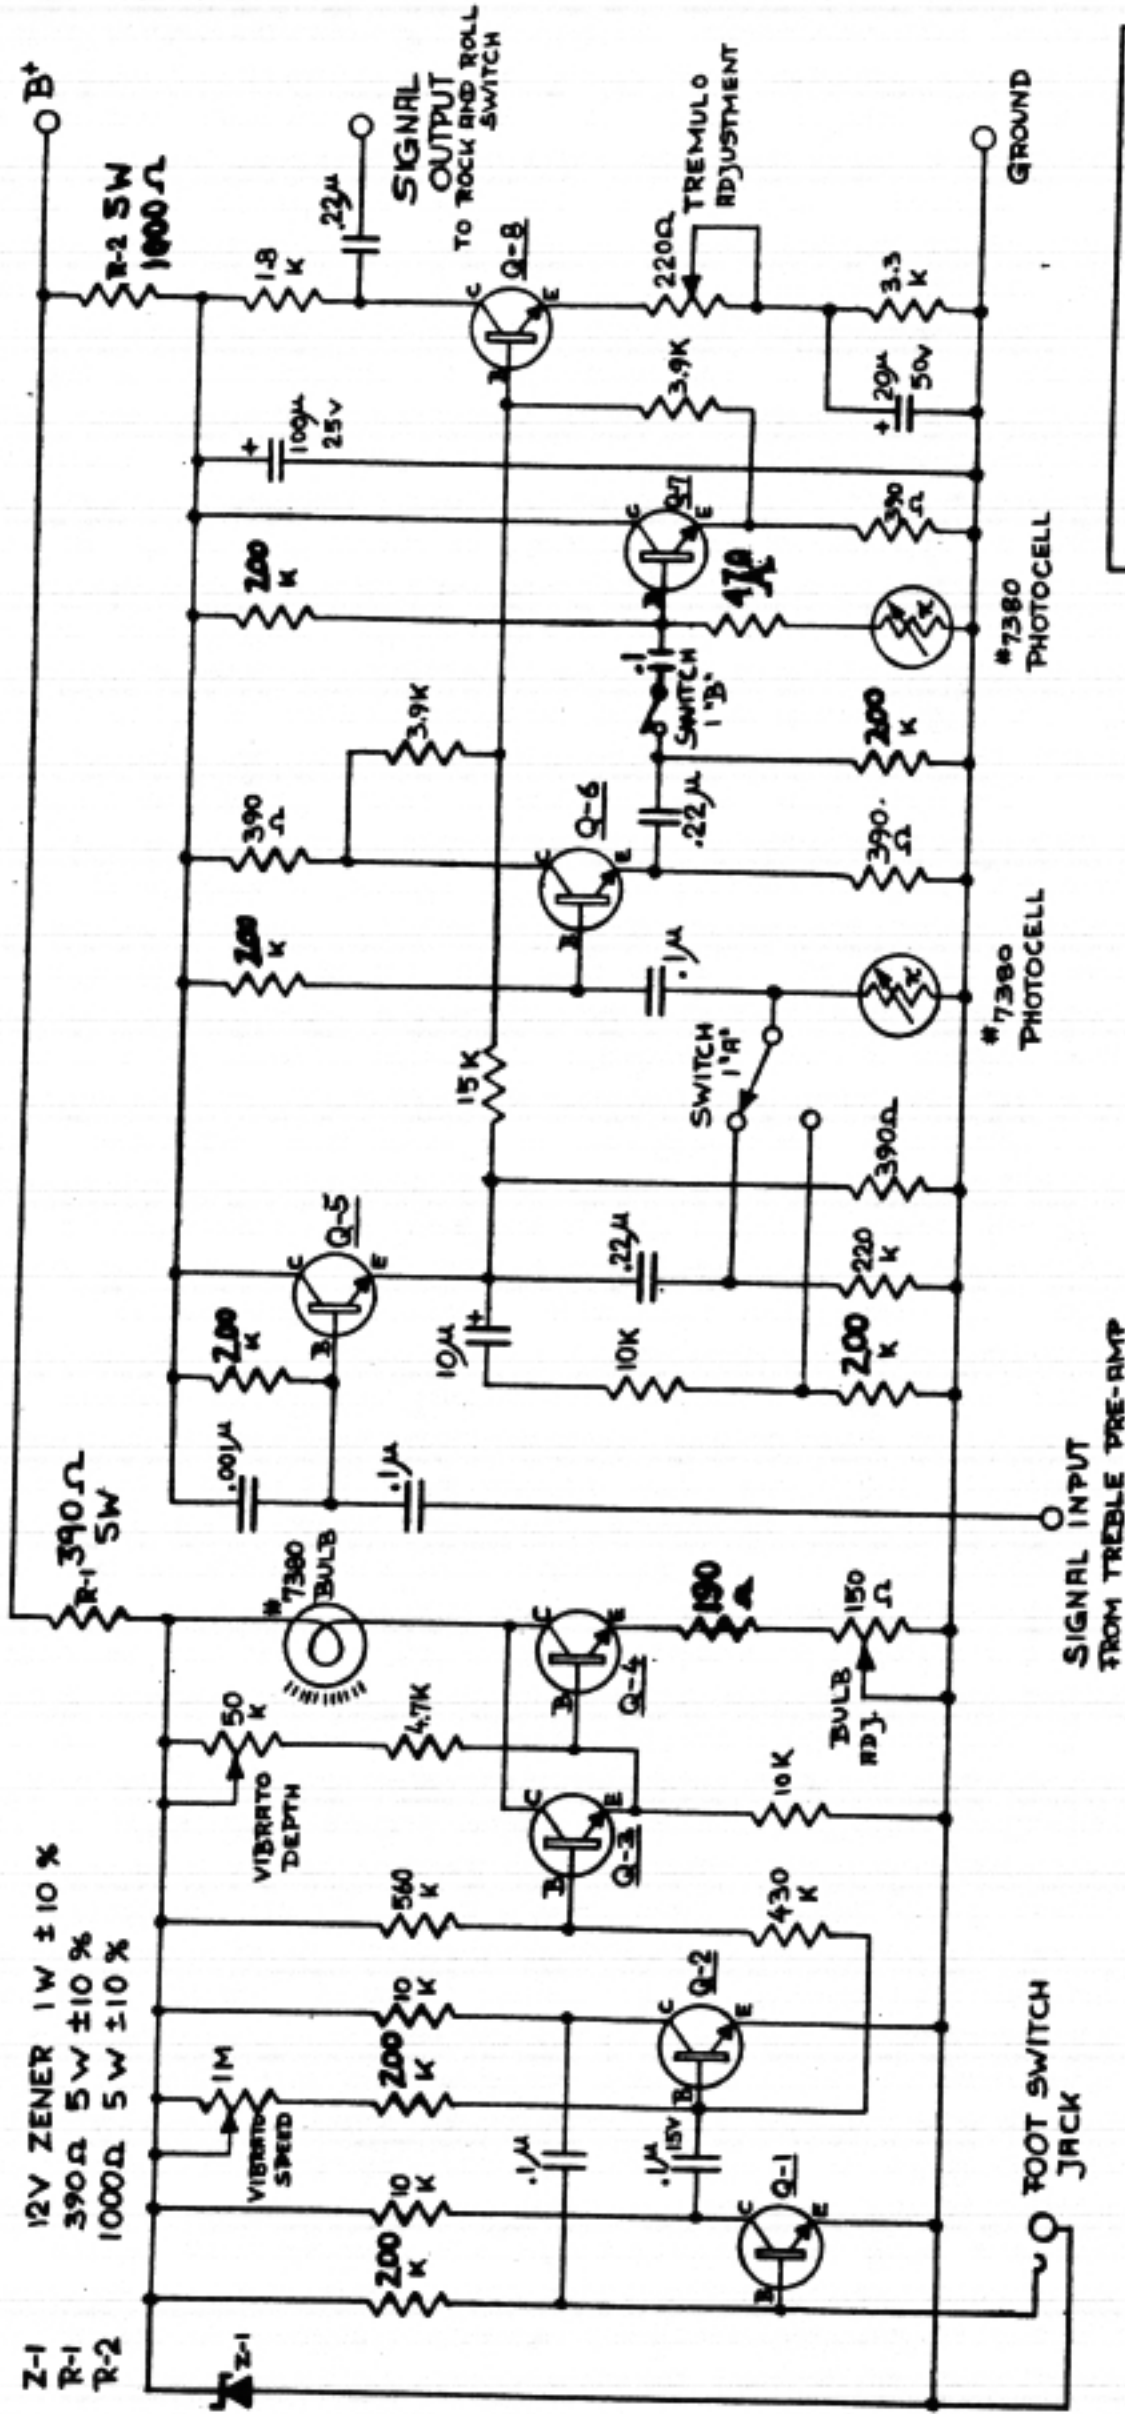 Z-1 12V ZENER 1W ±10%
R-1 390Ω 5W ±10%
R-2 1000Ω 5W ±10%
Z-1
200
K
10
K
VIBRATO
SPEED
1M
200
K
10
K
560
K
VIBRATO
DEPTH
50
K
4.7K
R-1 390Ω
5W
#7380
BULB
.1µ
.1µ
15V
B
C
E
Q-1
B
C
E
Q-2
430
K
B
C
E
Q-3
10K
B
C
E
Q-4
190
Ω
BULB
ADJ.
150
Ω
FOOT SWITCH
JACK
.001µ
.1µ
SIGNAL INPUT
FROM TREBLE PRE-AMP
200
K
B
C
E
Q-5
10µ
+
10K
200
K
.22µ
220
K
390Ω
15K
SWITCH
1"A"
200
K
.1µ
#7380
PHOTOCELL
390
Ω
B
C
E
Q-6
3.9K
.22µ
390
Ω
200
K
SWITCH
1"B"
.1
200
K
47Ω
#7380
PHOTOCELL
B
C
E
Q7
390
Ω
+
100µ
25V
3.9K
B
C
E
Q-8
R-2 5W
1000Ω
1.8
K
.22µ
B+
SIGNAL
OUTPUT
TO ROCK AND ROLL
SWITCH
220Ω
TREMULO
ADJUSTMENT
+
20µ
50V
3.3
K
GROUND